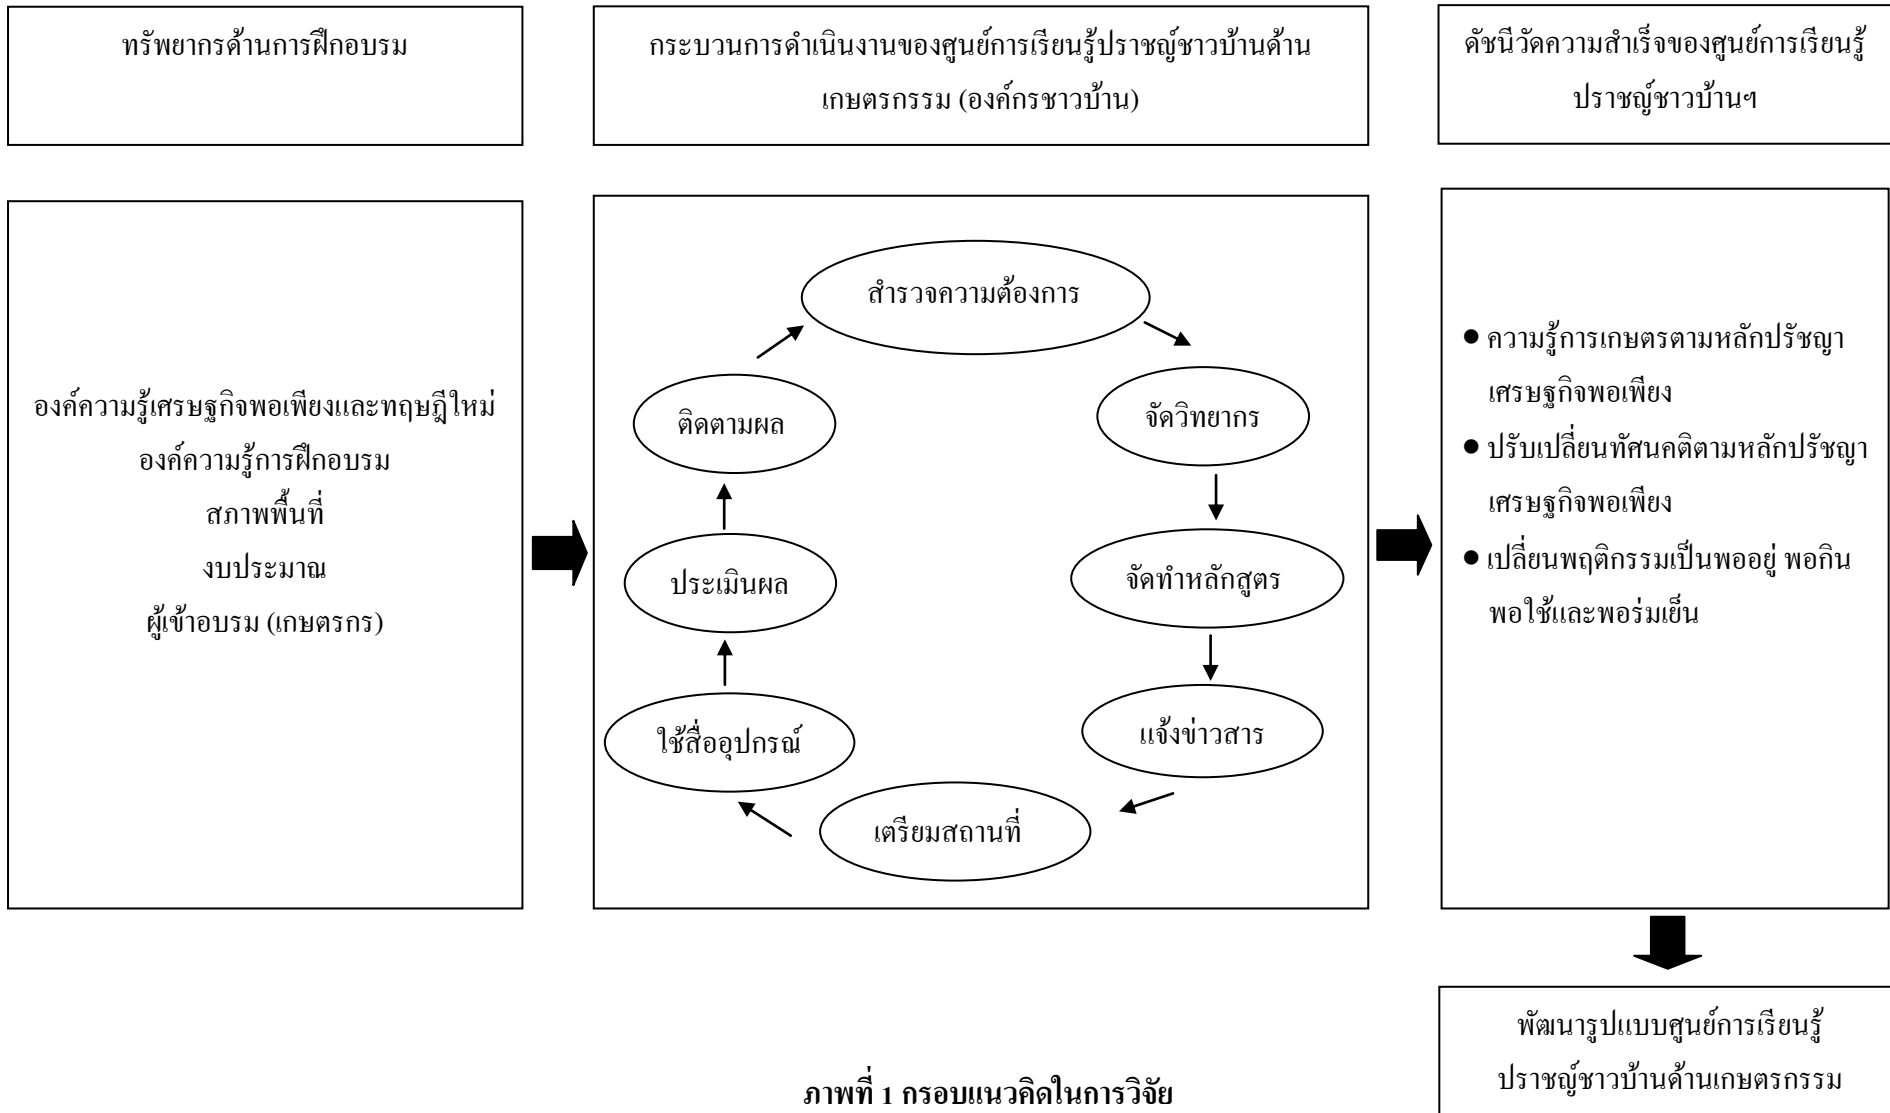 ทรัพยากรด้านการฝึกอบรม
กระบวนการดำเนินงานของศูนย์การเรียนรู้ปราชญ์ชาวบ้านด้าน
เกษตรกรรม (องค์กรชาวบ้าน)
ดัชนีวัดความสำเร็จของศูนย์การเรียนรู้
ปราชญ์ชาวบ้านฯ
องค์ความรู้เศรษฐกิจพอเพียงและทฤษฎีใหม่
องค์ความรู้การฝึกอบรม
สภาพพื้นที่
งบประมาณ
ผู้เข้าอบรม (เกษตรกร)
สำรวจความต้องการ
จัดวิทยากร
จัดทำหลักสูตร
แจ้งข่าวสาร
เตรียมสถานที่
ใช้สื่ออุปกรณ์
ประเมินผล
ติดตามผล
● ความรู้การเกษตรตามหลักปรัชญา
เศรษฐกิจพอเพียง
● ปรับเปลี่ยนทัศนคติตามหลักปรัชญา
เศรษฐกิจพอเพียง
● เปลี่ยนพฤติกรรมเป็นพออยู่ พอกิน
พอใช้และพอร่มเย็น
พัฒนารูปแบบศูนย์การเรียนรู้
ปราชญ์ชาวบ้านด้านเกษตรกรรม
ภาพที่ 1 กรอบแนวคิดในการวิจัย